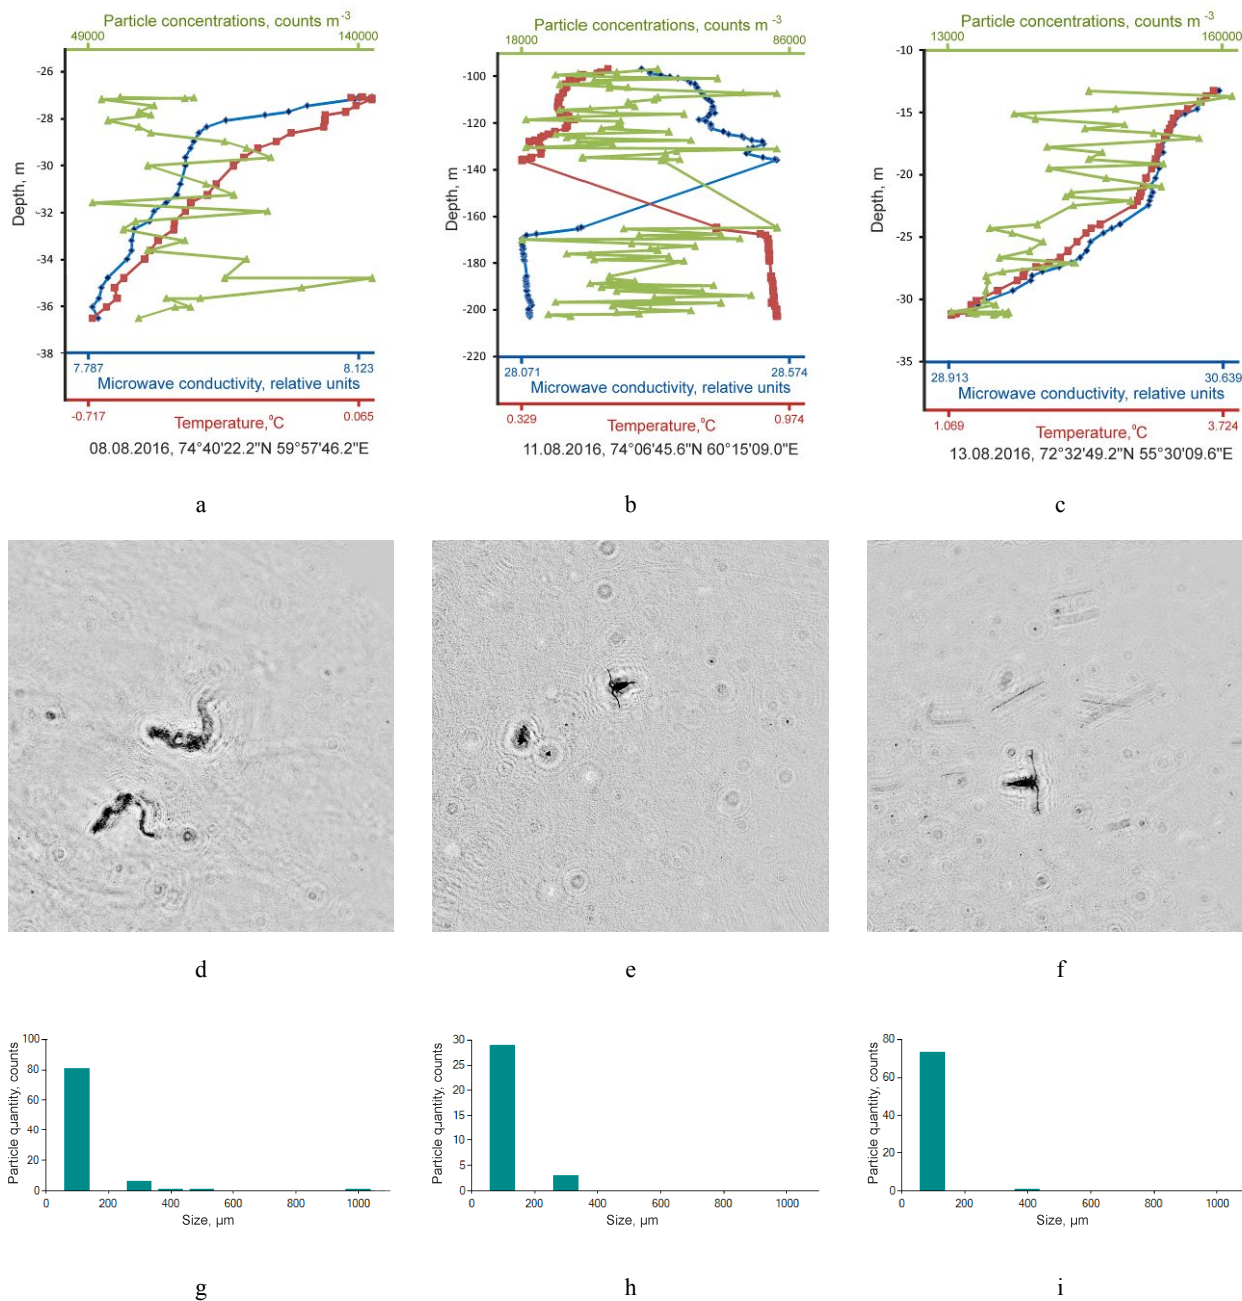 Particle concentrations, counts m⁻³
49000 140000
-26
-28
-30
-32
-34
-36
-38
Depth, m
7.787 8.123
Microwave conductivity, relative units
-0.717 0.065
Temperature,°C
08.08.2016, 74°40'22.2"N 59°57'46.2"E
a
Particle concentrations, counts m⁻³
18000 86000
-100
-120
-140
-160
-180
-200
-220
Depth, m
28.071 28.574
Microwave conductivity, relative units
0.329 0.974
Temperature,°C
11.08.2016, 74°06'45.6"N 60°15'09.0"E
b
Particle concentrations, counts m⁻³
13000 160000
-10
-15
-20
-25
-30
-35
Depth, m
28.913 30.639
Microwave conductivity, relative units
1.069 3.724
Temperature,°C
13.08.2016, 72°32'49.2"N 55°30'09.6"E
c
d e f
Particle quantity, counts
100
80
60
40
20
0
0 200 400 600 800 1000
Size, µm
g
Particle quantity, counts
30
25
20
15
10
5
0
0 200 400 600 800 1000
Size, µm
h
Particle quantity, counts
80
60
40
20
0
0 200 400 600 800 1000
Size, µm
i